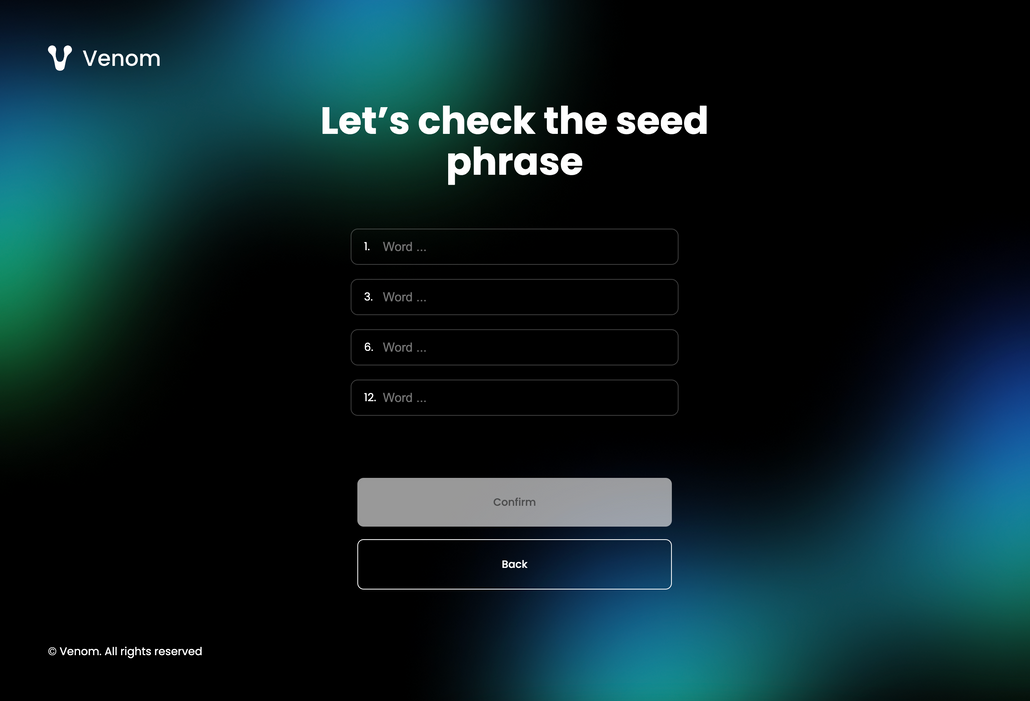 Venom
Let’s check the seed
phrase
1. Word ...
3. Word ...
6. Word ...
12. Word ...
Confirm
Back
© Venom. All rights reserved